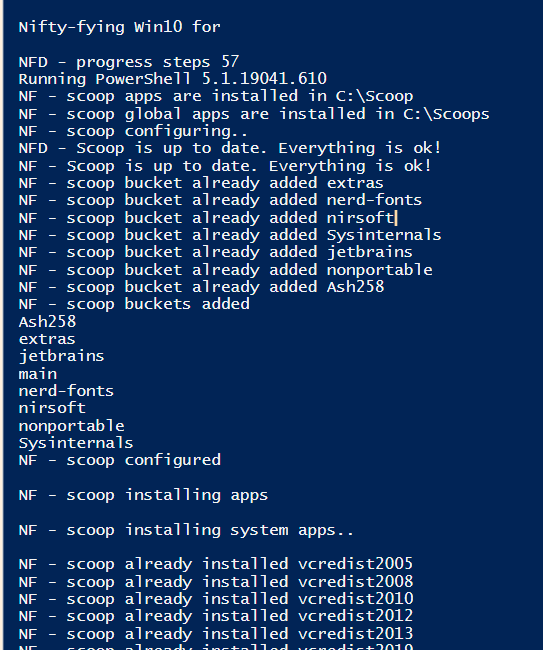 Nifty-fying Win10 for
NFD - progress steps 57
Running PowerShell 5.1.19041.610
NF - scoop apps are installed in C:\Scoop
NF - scoop global apps are installed in C:\Scoops
NF - scoop configuring..
NFD - Scoop is up to date. Everything is ok!
NF - Scoop is up to date. Everything is ok!
NF - scoop bucket already added extras
NF - scoop bucket already added nerd-fonts
NF - scoop bucket already added nirsoft
NF - scoop bucket already added Sysinternals
NF - scoop bucket already added jetbrains
NF - scoop bucket already added nonportable
NF - scoop bucket already added Ash258
NF - scoop buckets added
Ash258
extras
jetbrains
main
nerd-fonts
nirsoft
nonportable
Sysinternals
NF - scoop configured
NF - scoop installing apps
NF - scoop installing system apps..
NF - scoop already installed vcredist2005
NF - scoop already installed vcredist2008
NF - scoop already installed vcredist2010
NF - scoop already installed vcredist2012
NF - scoop already installed vcredist2013
NF - scoop already installed